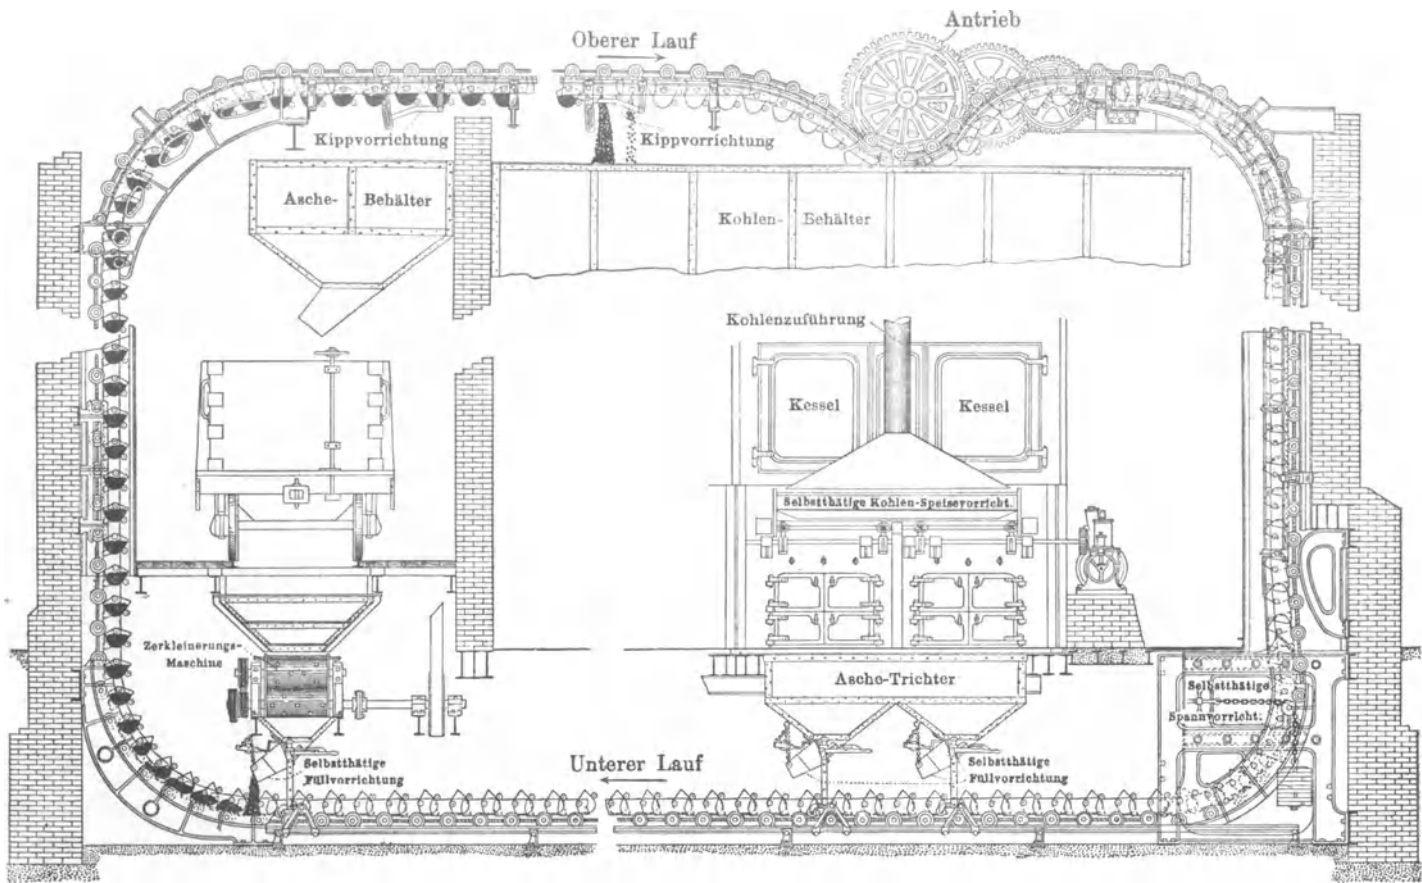 Antrieb
Oberer Lauf
Kippvorrichtung
Kippvorrichtung
Asche-Behälter
Kohlen-Behälter
Kohlenzuführung
Kessel
Kessel
Selbstthätige Kohlen-Speisevorricht.
Zerkleinerungs-
Maschine
Asche-Trichter
Selbstthätige
Spannvorricht.
Selbstthätige
Füllvorrichtung
Unterer Lauf
Selbstthätige
Füllvorrichtung